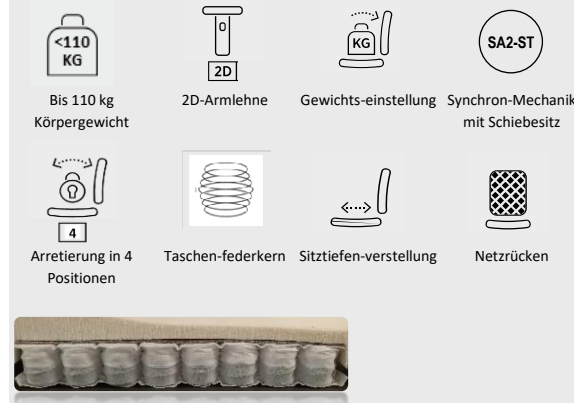 <110
KG
2D
KG
SA2-ST
Bis 110 kg
Körpergewicht
2D-Armlehne
Gewichts-einstellung
Synchron-Mechanik
mit Schiebesitz
4
Arretierung in 4
Positionen
Taschen-federkern
Sitztiefen-verstellung
Netzrücken